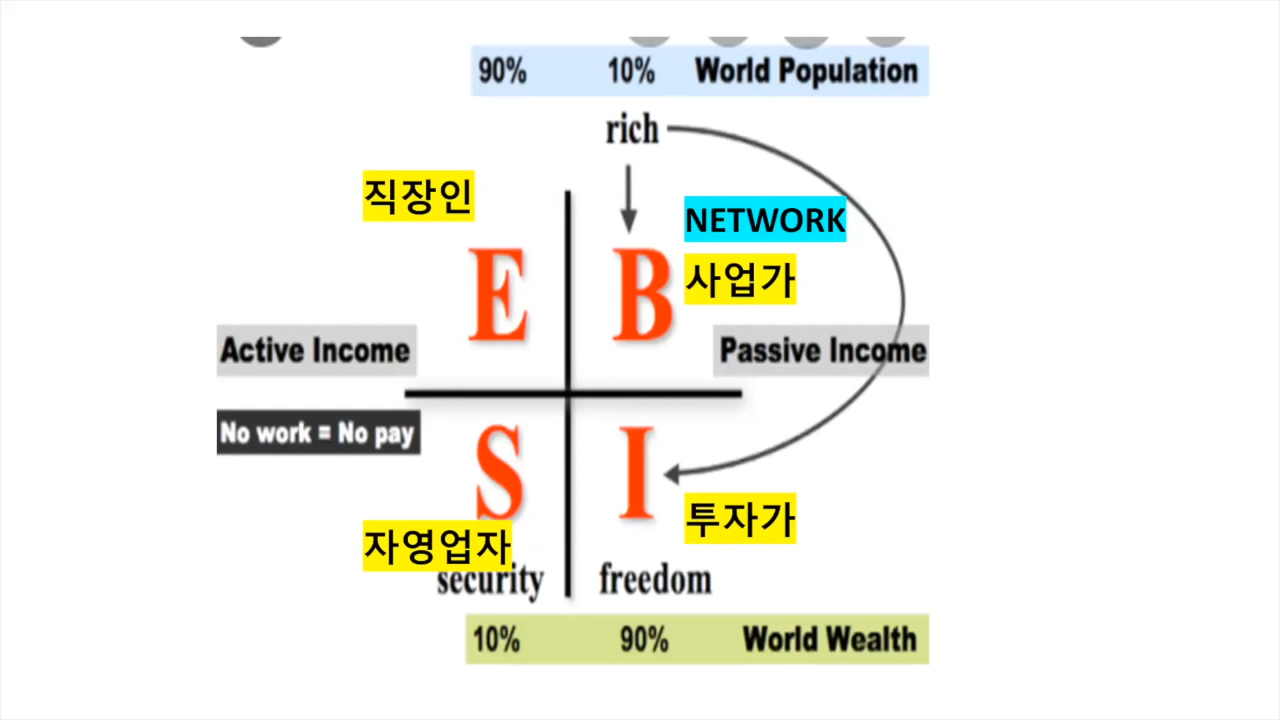 90% 10% World Population
rich
직장인
NETWORK
E B
사업가
Active Income Passive Income
No work = No pay
S I
자영업자 투자가
security freedom
10% 90% World Wealth